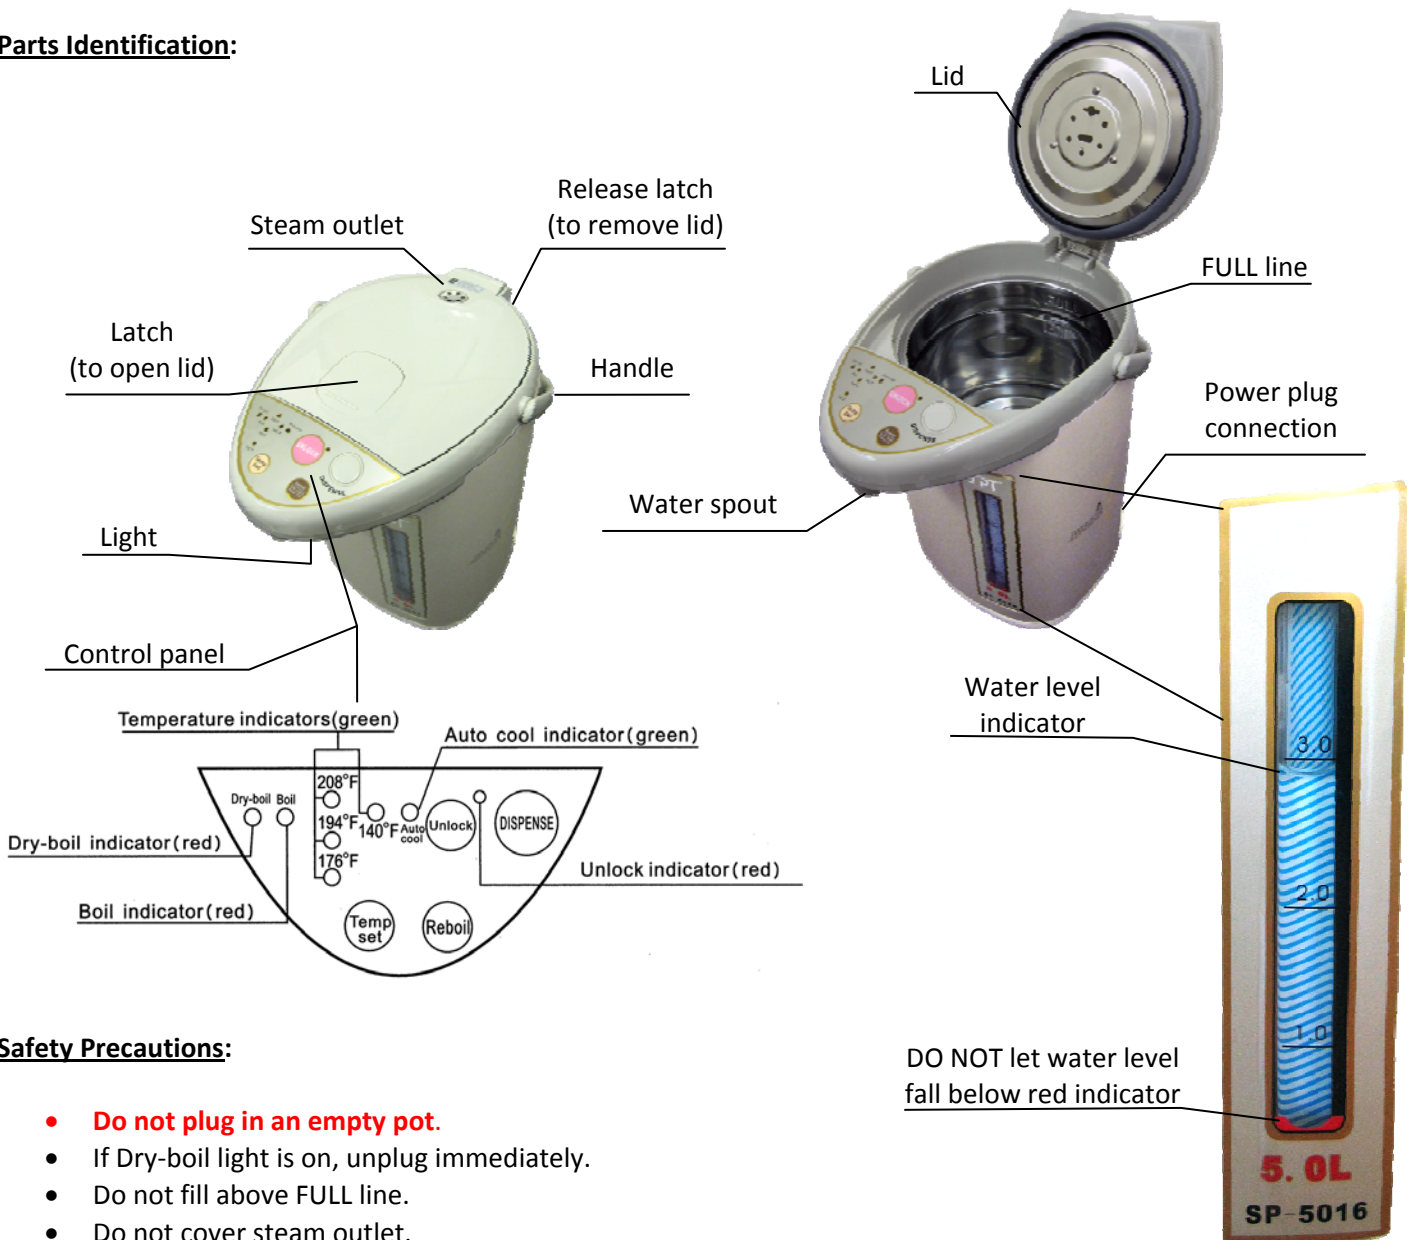 Parts Identification:
Lid
Release latch
(to remove lid)
Steam outlet
FULL line
Latch
(to open lid)
Handle
Power plug
connection
Water spout
Light
Control panel
Water level
indicator
Temperature indicators(green)
Auto cool indicator(green)
208°F
Dry-boil Boil
194°F
140°F
Auto
cool
Unlock
DISPENSE
176°F
Dry-boil indicator(red)
Unlock indicator(red)
Boil indicator(red)
Temp
set
Reboil
3.0
2.0
1.0
DO NOT let water level
fall below red indicator
5.0L
SP-5016
Safety Precautions:
• Do not plug in an empty pot.
• If Dry-boil light is on, unplug immediately.
• Do not fill above FULL line.
• Do not cover steam outlet.